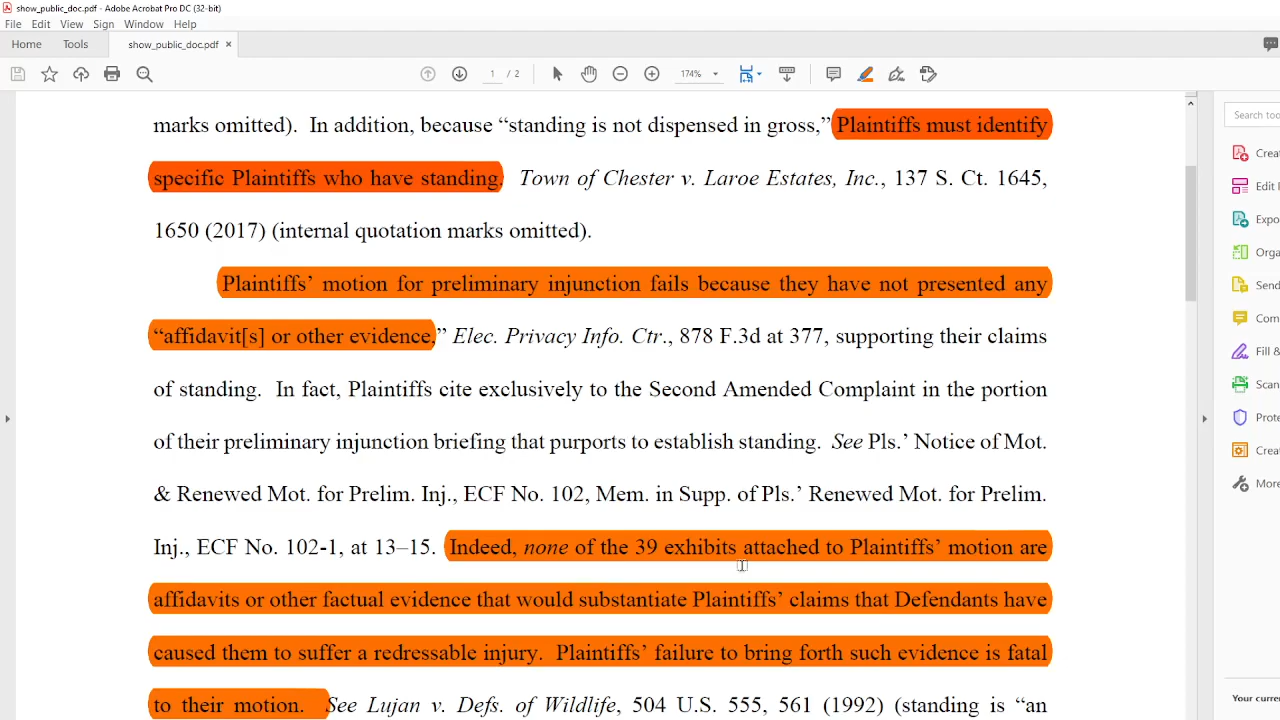 show_public_doc.pdf - Adobe Acrobat Pro DC (32-bit)
File Edit View Sign Window Help
Home Tools show_public_doc.pdf ×
1 / 2 174%
marks omitted). In addition, because “standing is not dispensed in gross,” Plaintiffs must identify
specific Plaintiffs who have standing. Town of Chester v. Laroe Estates, Inc., 137 S. Ct. 1645,
1650 (2017) (internal quotation marks omitted).
Plaintiffs’ motion for preliminary injunction fails because they have not presented any
“affidavit[s] or other evidence,” Elec. Privacy Info. Ctr., 878 F.3d at 377, supporting their claims
of standing. In fact, Plaintiffs cite exclusively to the Second Amended Complaint in the portion
of their preliminary injunction briefing that purports to establish standing. See Pls.’ Notice of Mot.
& Renewed Mot. for Prelim. Inj., ECF No. 102, Mem. in Supp. of Pls.’ Renewed Mot. for Prelim.
Inj., ECF No. 102-1, at 13–15. Indeed, none of the 39 exhibits attached to Plaintiffs’ motion are
affidavits or other factual evidence that would substantiate Plaintiffs’ claims that Defendants have
caused them to suffer a redressable injury. Plaintiffs’ failure to bring forth such evidence is fatal
to their motion. See Lujan v. Defs. of Wildlife, 504 U.S. 555, 561 (1992) (standing is “an
Search too
Crea
Edit F
Expo
Orga
Send
Com
Fill &
Scan
Prote
Crea
More
Your curre